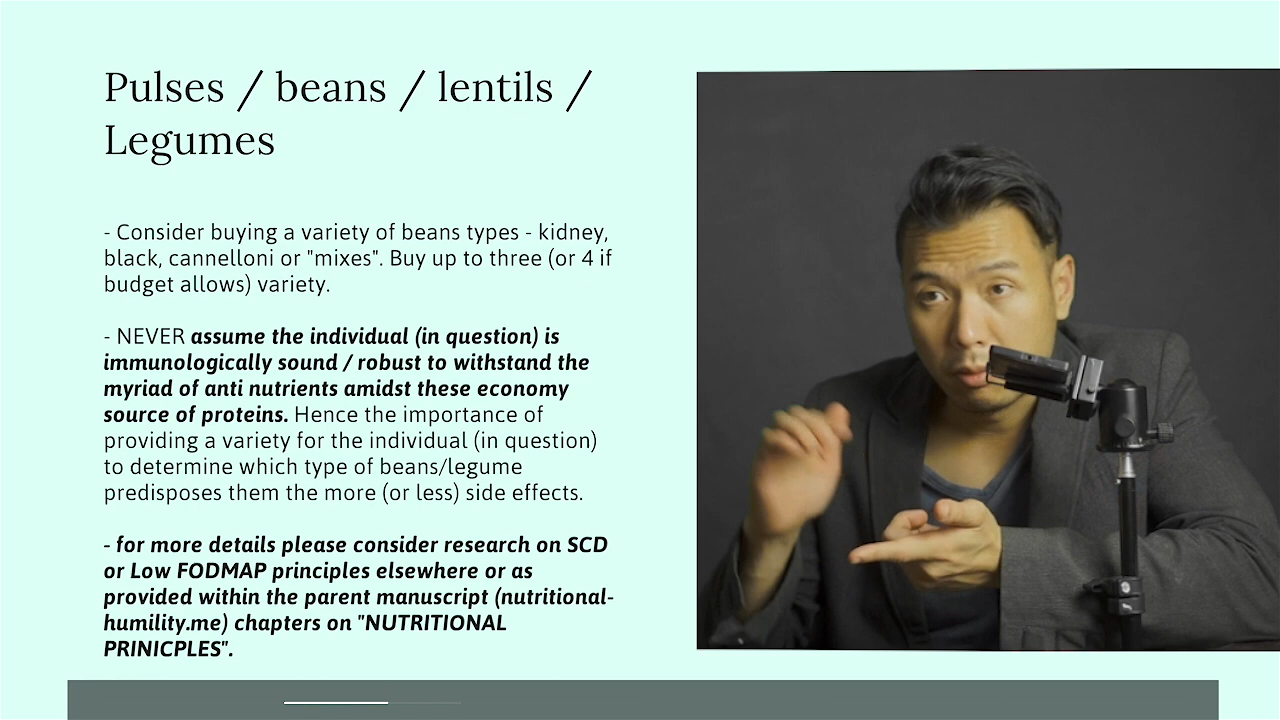 Pulses / beans / lentils /
Legumes
- Consider buying a variety of beans types - kidney,
black, cannelloni or "mixes". Buy up to three (or 4 if
budget allows) variety.
- NEVER assume the individual (in question) is
immunologically sound / robust to withstand the
myriad of anti nutrients amidst these economy
source of proteins. Hence the importance of
providing a variety for the individual (in question)
to determine which type of beans/legume
predisposes them the more (or less) side effects.
- for more details please consider research on SCD
or Low FODMAP principles elsewhere or as
provided within the parent manuscript (nutritional-
humility.me) chapters on "NUTRITIONAL
PRINICPLES".